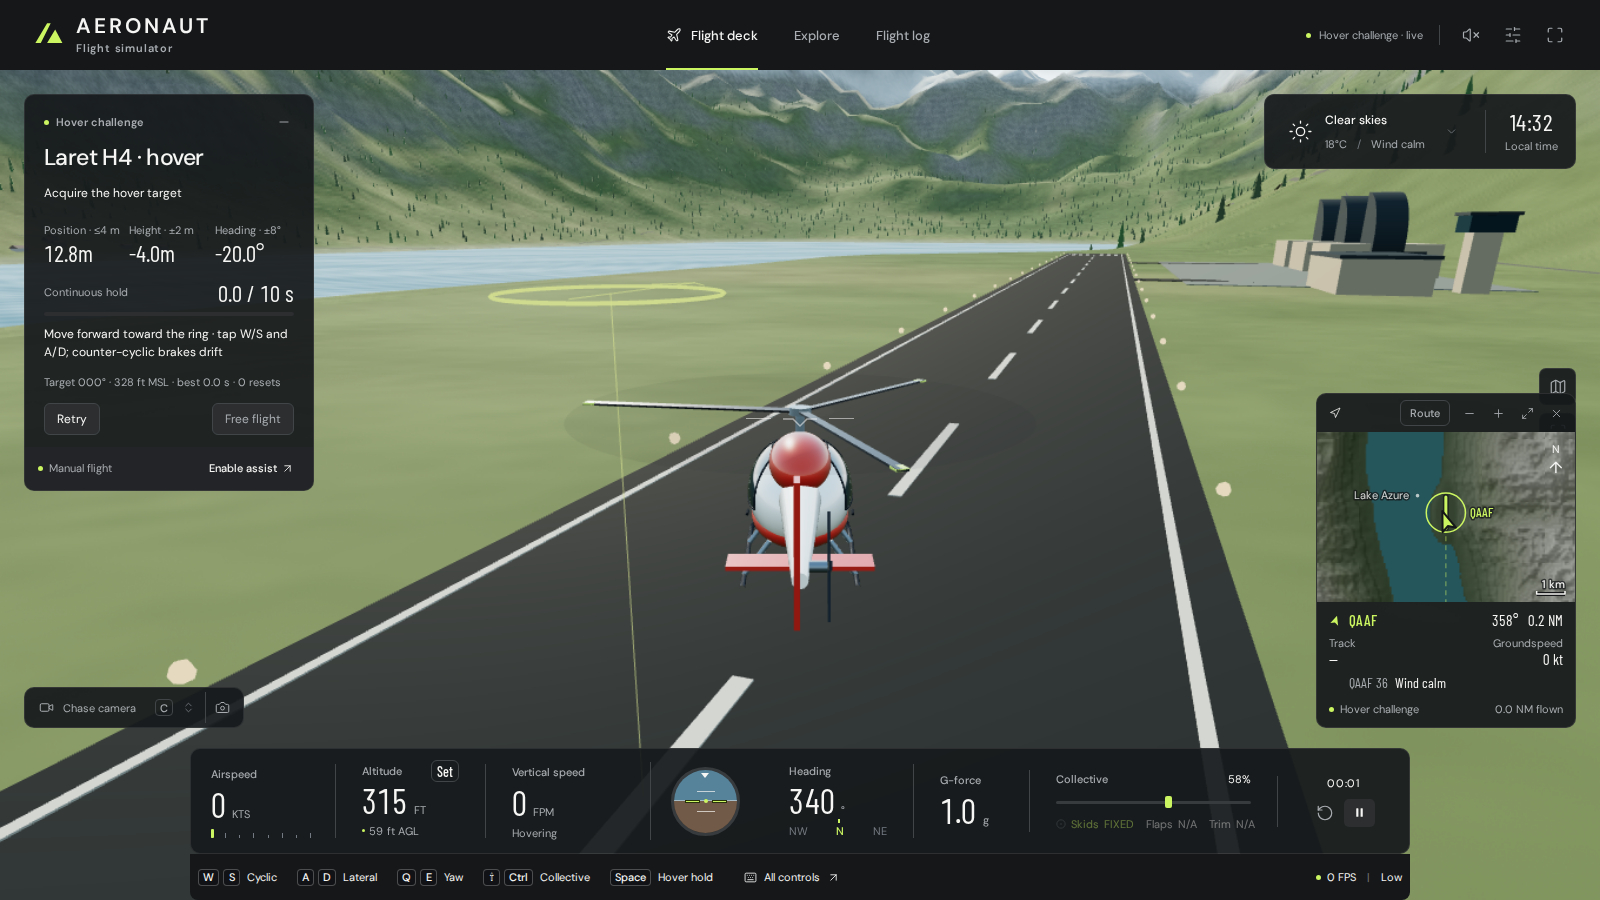 AERONAUT
Flight simulator
Flight deck
Explore
Flight log
Hover challenge · live
Hover challenge
Laret H4 · hover
Acquire the hover target
Position · ≤4 m Height · ±2 m Heading · ±8°
12.8m -4.0m -20.0°
Continuous hold 0.0 / 10 s
Move forward toward the ring · tap W/S and
A/D; counter-cyclic brakes drift
Target 000° · 328 ft MSL · best 0.0 s · 0 resets
Retry
Free flight
Manual flight
Enable assist
Clear skies
18°C / Wind calm
14:32
Local time
Route
N
Lake Azure
QAAF
1 km
QAAF 358° 0.2 NM
Track Groundspeed
— 0 kt
QAAF 36 Wind calm
Hover challenge 0.0 NM flown
Chase camera C
Airspeed
0 KTS
Altitude Set
315 FT
59 ft AGL
Vertical speed
0 FPM
Hovering
Heading
340°
NW N NE
G-force
1.0 g
Collective 58%
Skids FIXED Flaps N/A Trim N/A
00:01
W S Cyclic A D Lateral Q E Yaw ⇧ Ctrl Collective Space Hover hold All controls
0 FPS | Low